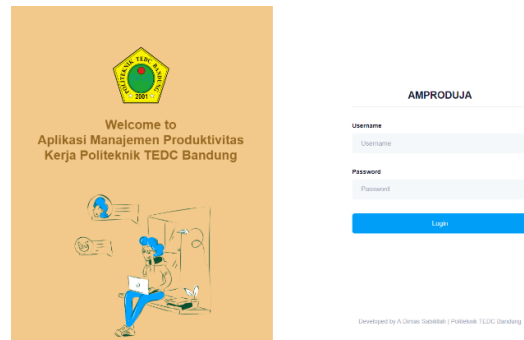 POLITEKNIK TEDC BANDUNG
2001
Welcome to
Aplikasi Manajemen Produktivitas
Kerja Politeknik TEDC Bandung
AMPRODUJA
Username
Username
Password
Password
Login
Developed by A Dimas Sabililah | Politeknik TEDC Bandung